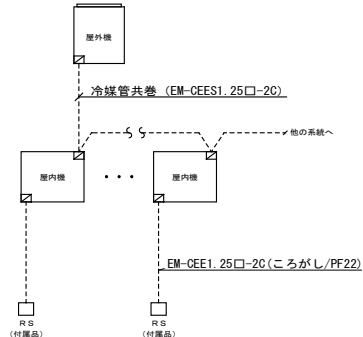 屋外機
冷媒管共巻 (EM-CEES1.25□-2C)
他の系統へ
屋内機
・・・
屋内機
EM-CEE1.25□-2C(ころがし/PF22)
RS
(付属品)
RS
(付属品)